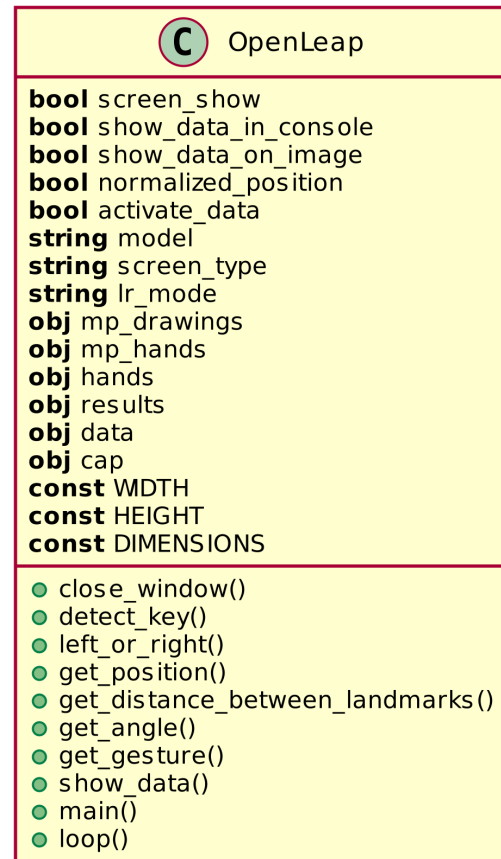 C OpenLeap
bool screen_show
bool show_data_in_console
bool show_data_on_image
bool normalized_position
bool activate_data
string model
string screen_type
string lr_mode
obj mp_drawings
obj mp_hands
obj hands
obj results
obj data
obj cap
const WIDTH
const HEIGHT
const DIMENSIONS
close_window()
detect_key()
left_or_right()
get_position()
get_distance_between_landmarks()
get_angle()
get_gesture()
show_data()
main()
loop()